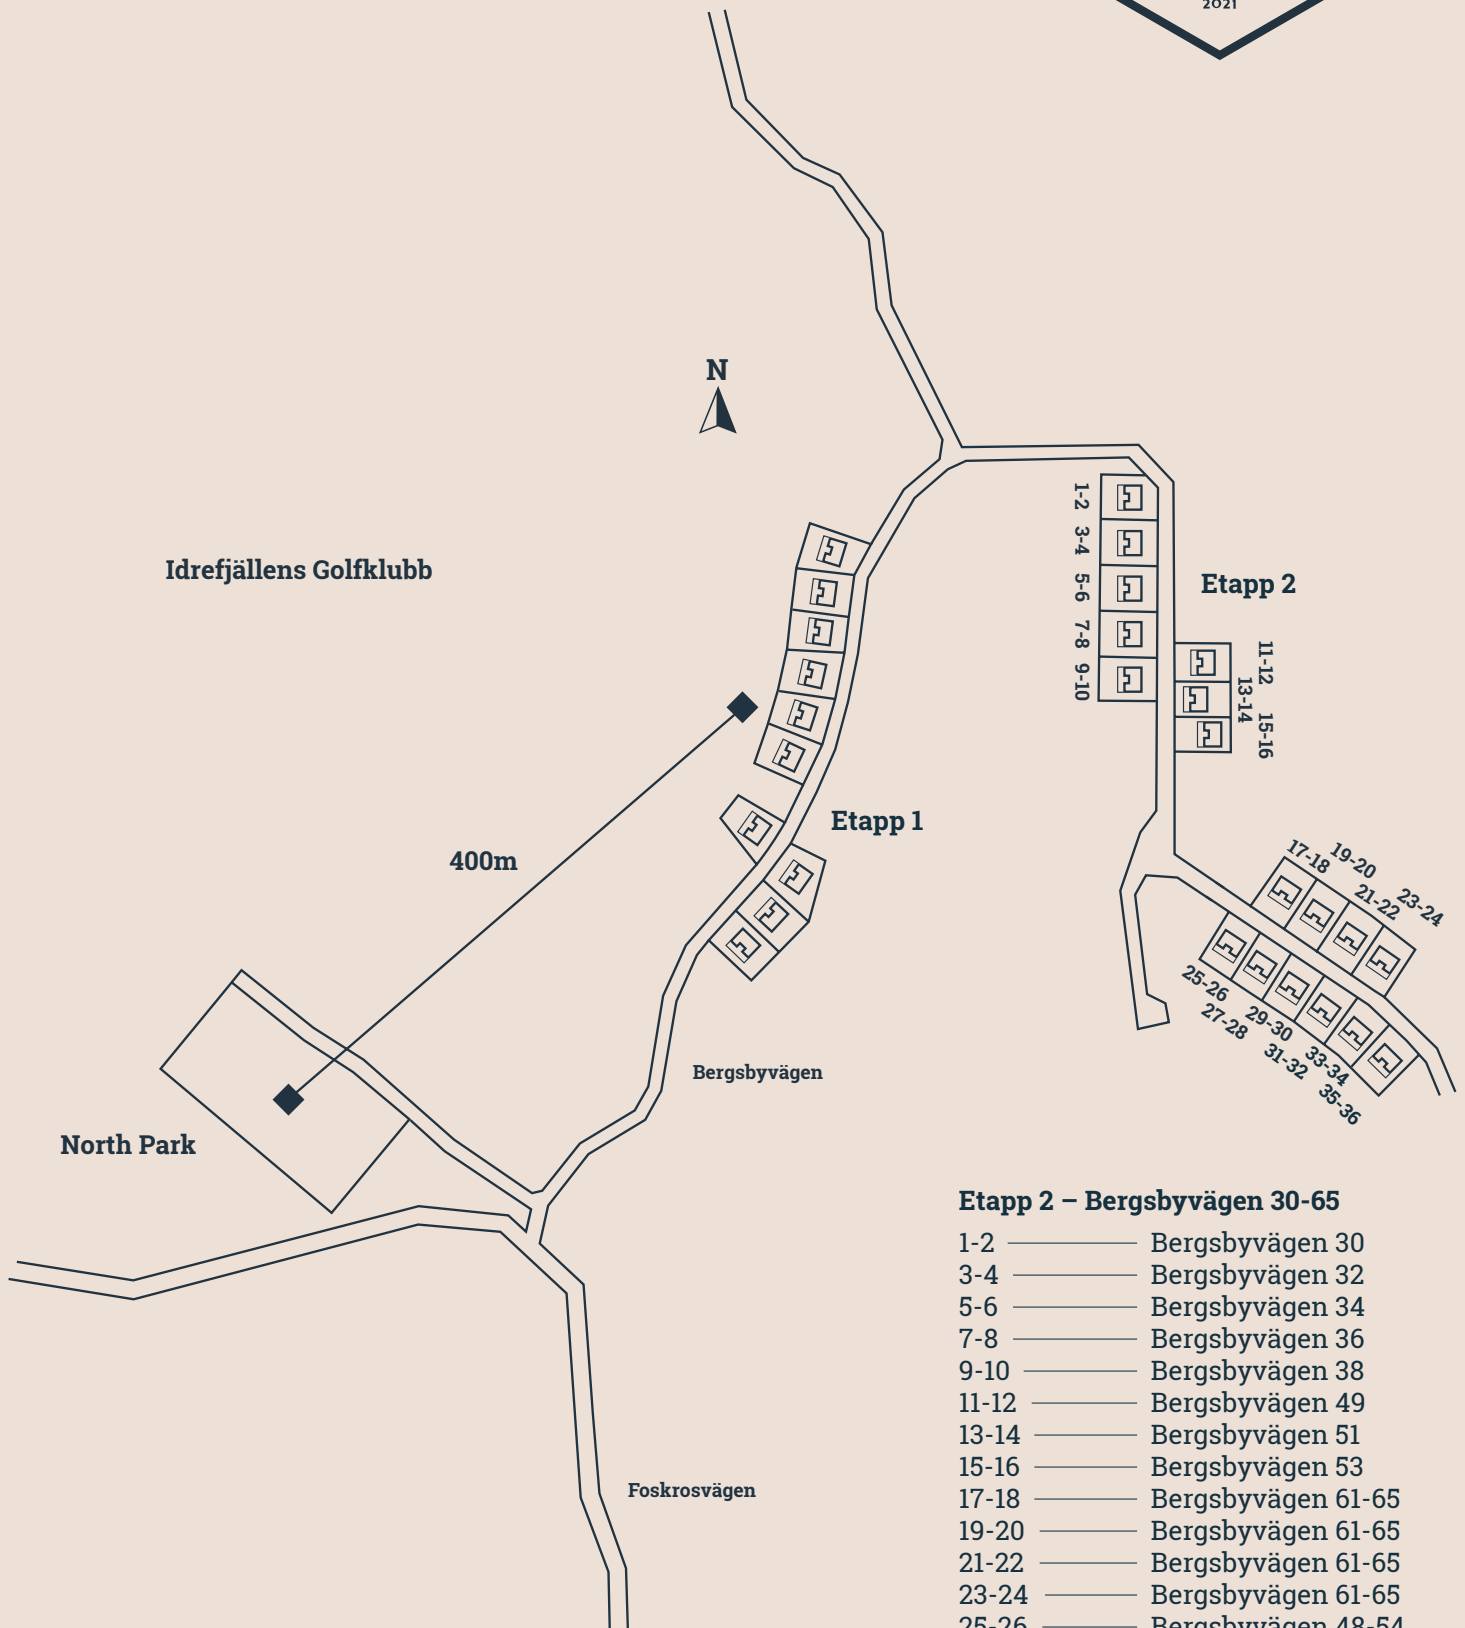 2021
N
Idrefjällens Golfklubb
1-2
3-4
5-6
7-8
9-10
Etapp 2
11-12
13-14
15-16
Etapp 1
400m
17-18
19-20
21-22
23-24
25-26
27-28
29-30
31-32
33-34
35-36
Bergsbyvägen
North Park
Foskrosvägen
Etapp 2 – Bergsbyvägen 30-65
1-2 Bergsbyvägen 30
3-4 Bergsbyvägen 32
5-6 Bergsbyvägen 34
7-8 Bergsbyvägen 36
9-10 Bergsbyvägen 38
11-12 Bergsbyvägen 49
13-14 Bergsbyvägen 51
15-16 Bergsbyvägen 53
17-18 Bergsbyvägen 61-65
19-20 Bergsbyvägen 61-65
21-22 Bergsbyvägen 61-65
23-24 Bergsbyvägen 61-65
25-26 Bergsbyvägen 48-54